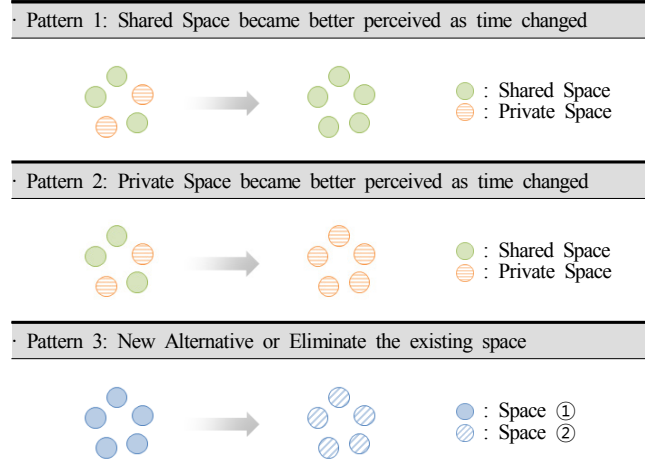 · Pattern 1: Shared Space became better perceived as time changed
: Shared Space
: Private Space
· Pattern 2: Private Space became better perceived as time changed
: Shared Space
: Private Space
· Pattern 3: New Alternative or Eliminate the existing space
: Space ①
: Space ②